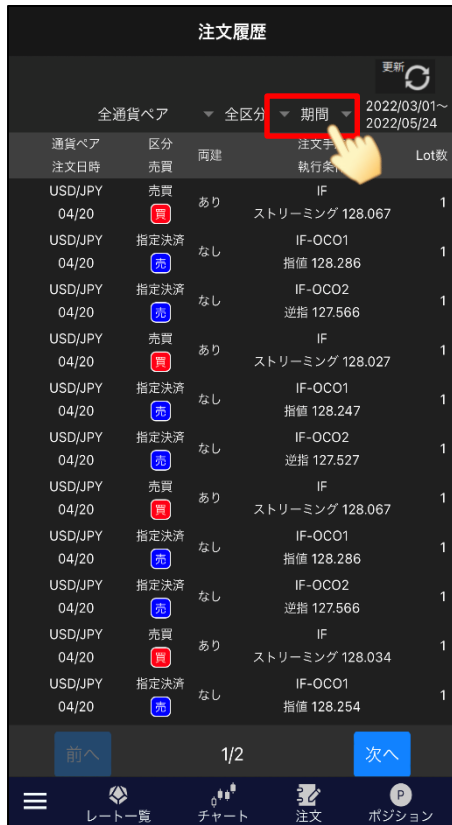 注文履歴
更新
全通貨ペア 全区分 期間 2022/03/01~
2022/05/24
通貨ペア 区分 両建 注文手 Lot数
注文日時 売買 執行条
USD/JPY 売買 あり IF 1
04/20 買 ストリーミング 128.067
USD/JPY 指定決済 なし IF-OCO1 1
04/20 売 指値 128.286
USD/JPY 指定決済 なし IF-OCO2 1
04/20 売 逆指 127.566
USD/JPY 売買 あり IF 1
04/20 買 ストリーミング 128.027
USD/JPY 指定決済 なし IF-OCO1 1
04/20 売 指値 128.247
USD/JPY 指定決済 なし IF-OCO2 1
04/20 売 逆指 127.527
USD/JPY 売買 あり IF 1
04/20 買 ストリーミング 128.067
USD/JPY 指定決済 なし IF-OCO1 1
04/20 売 指値 128.286
USD/JPY 指定決済 なし IF-OCO2 1
04/20 売 逆指 127.566
USD/JPY 売買 あり IF 1
04/20 買 ストリーミング 128.034
USD/JPY 指定決済 なし IF-OCO1 1
04/20 売 指値 128.254
前へ 1/2 次へ
P
レート一覧 チャート 注文 ポジション